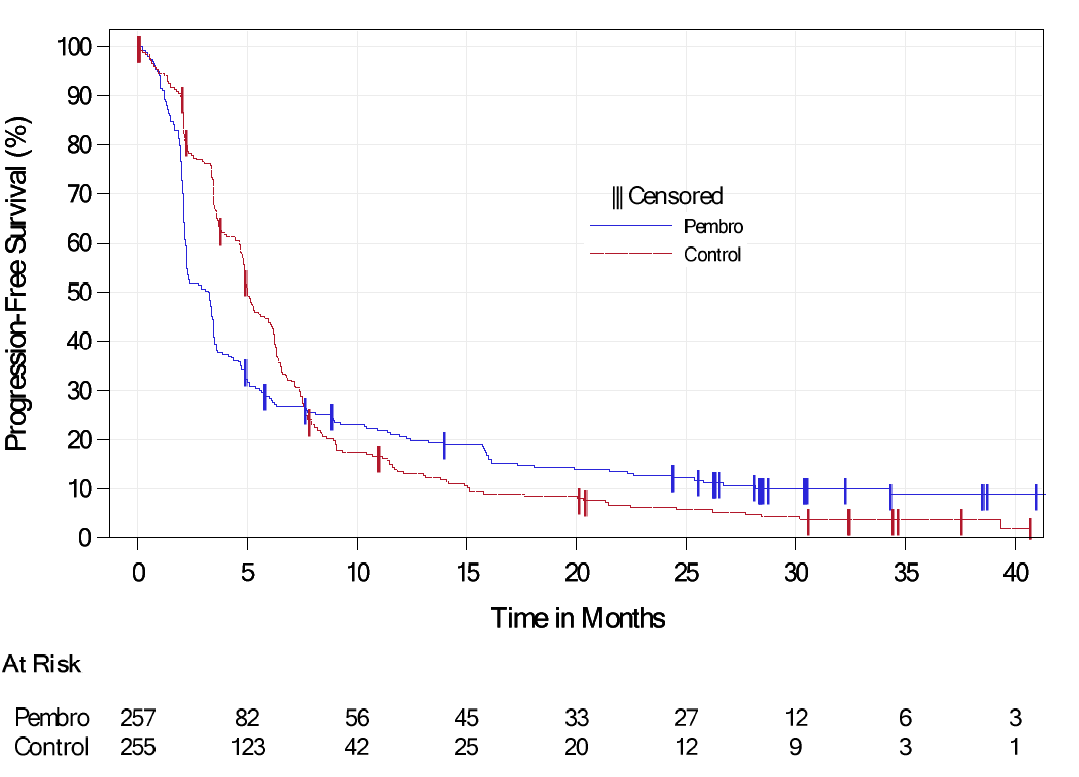 Progression-Free Survival (%)
100
90
80
70
60
50
40
30
20
10
0
Censored
Pembro
Control
0 5 10 15 20 25 30 35 40
Time in Months
At Risk
Pembro 257 82 56 45 33 27 12 6 3
Control 255 123 42 25 20 12 9 3 1